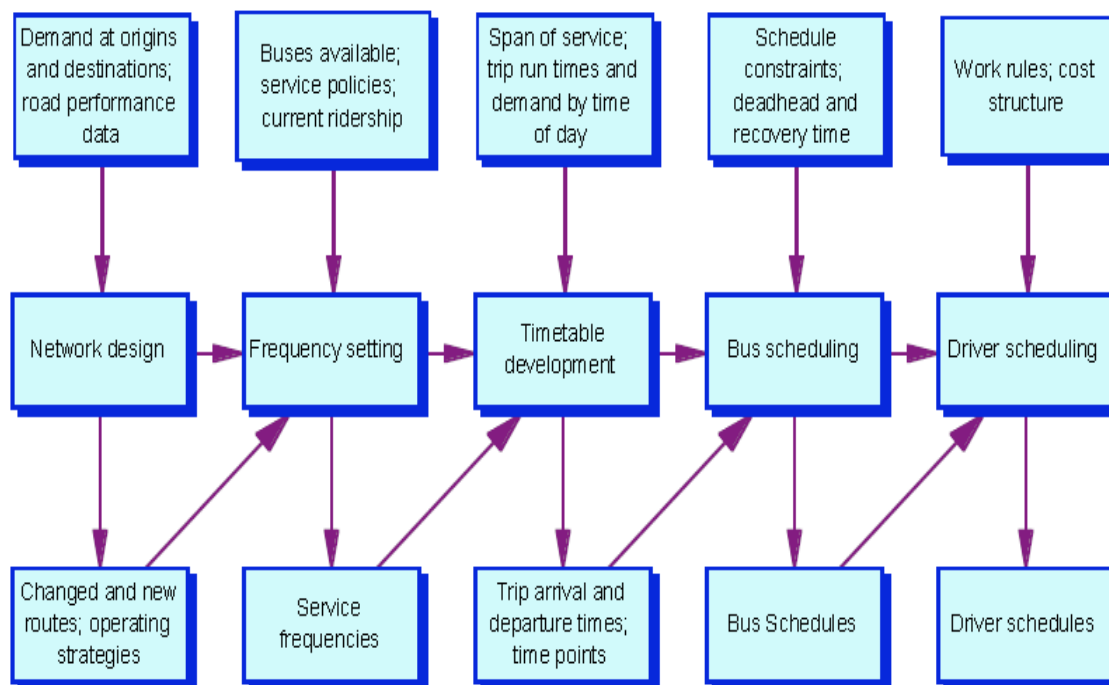 Demand at origins
and destinations;
road performance
data
Buses available;
service policies;
current ridership
Span of service;
trip run times and
demand by time
of day
Schedule
constraints;
deadhead and
recovery time
Work rules; cost
structure
Network design
Frequency setting
Timetable
development
Bus scheduling
Driver scheduling
Changed and new
routes; operating
strategies
Service
frequencies
Trip arrival and
departure times;
time points
Bus Schedules
Driver schedules